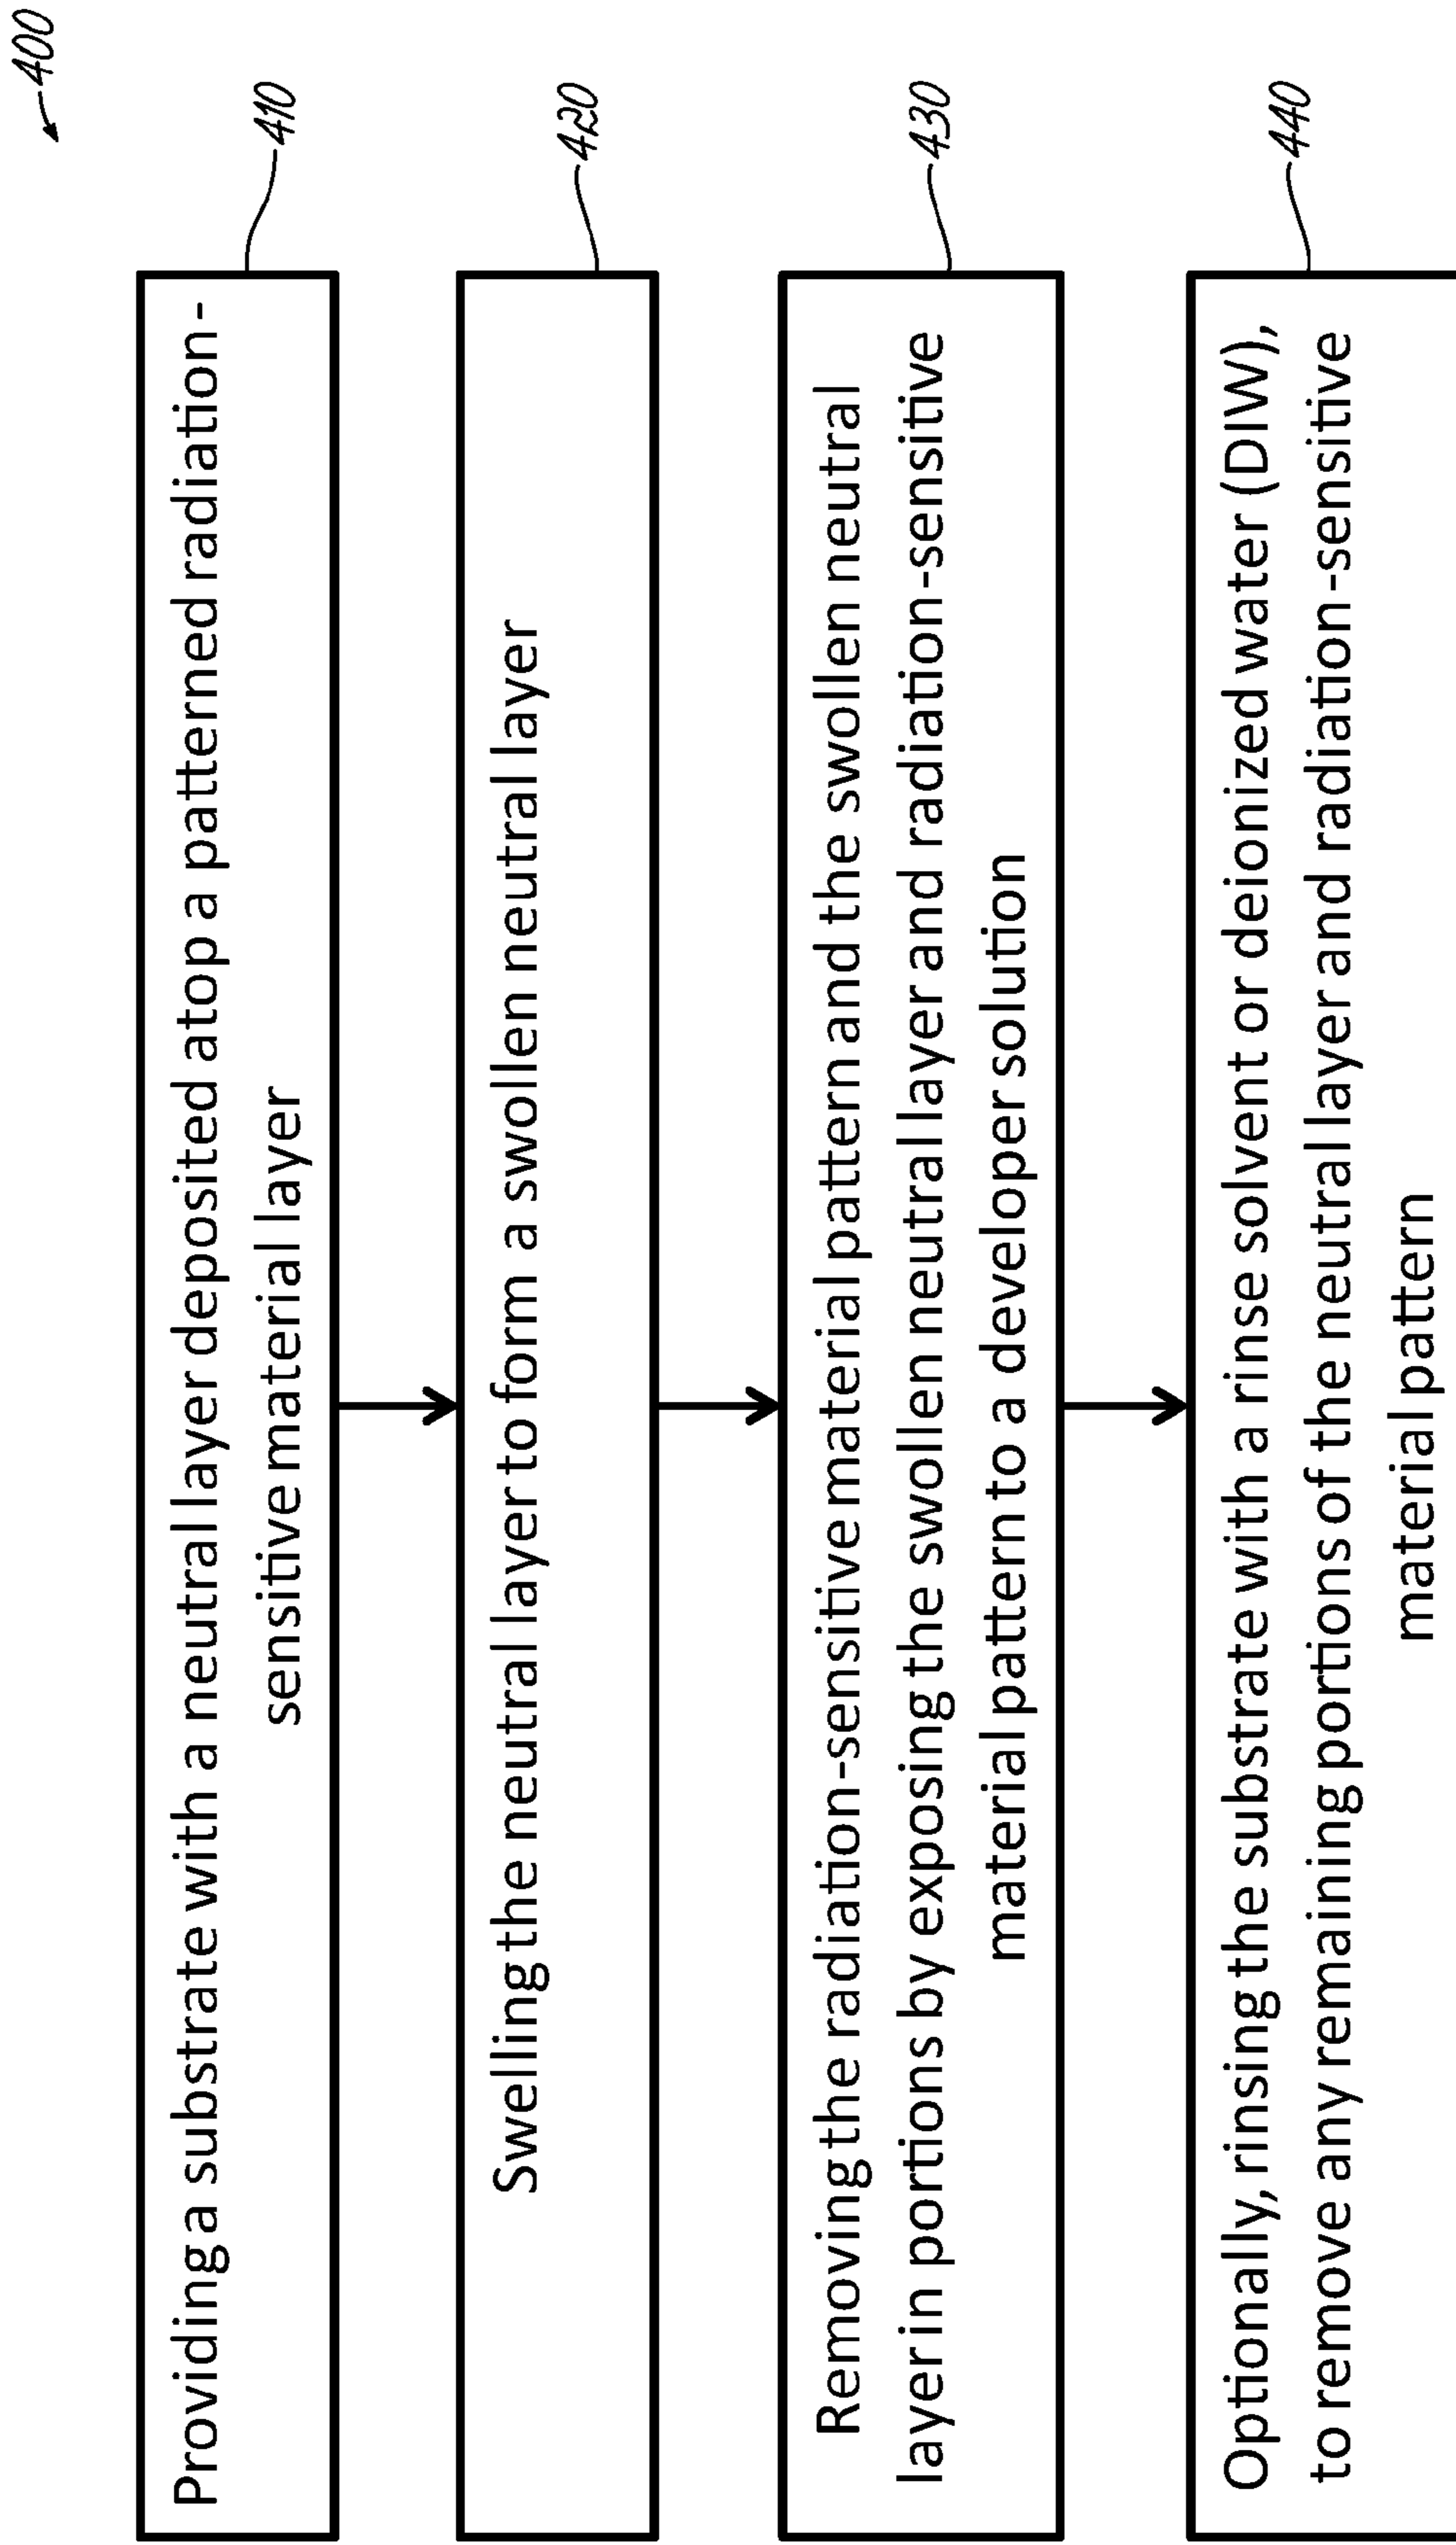 400
Providing a substrate with a neutral layer deposited atop a patterned radiation-
sensitive material layer
410
Swelling the neutral layer to form a swollen neutral layer
420
Removing the radiation-sensitive material pattern and the swollen neutral
layer in portions by exposing the swollen neutral layer and radiation-sensitive
material pattern to a developer solution
430
Optionally, rinsing the substrate with a rinse solvent or deionized water (DIW),
to remove any remaining portions of the neutral layer and radiation-sensitive
material pattern
440